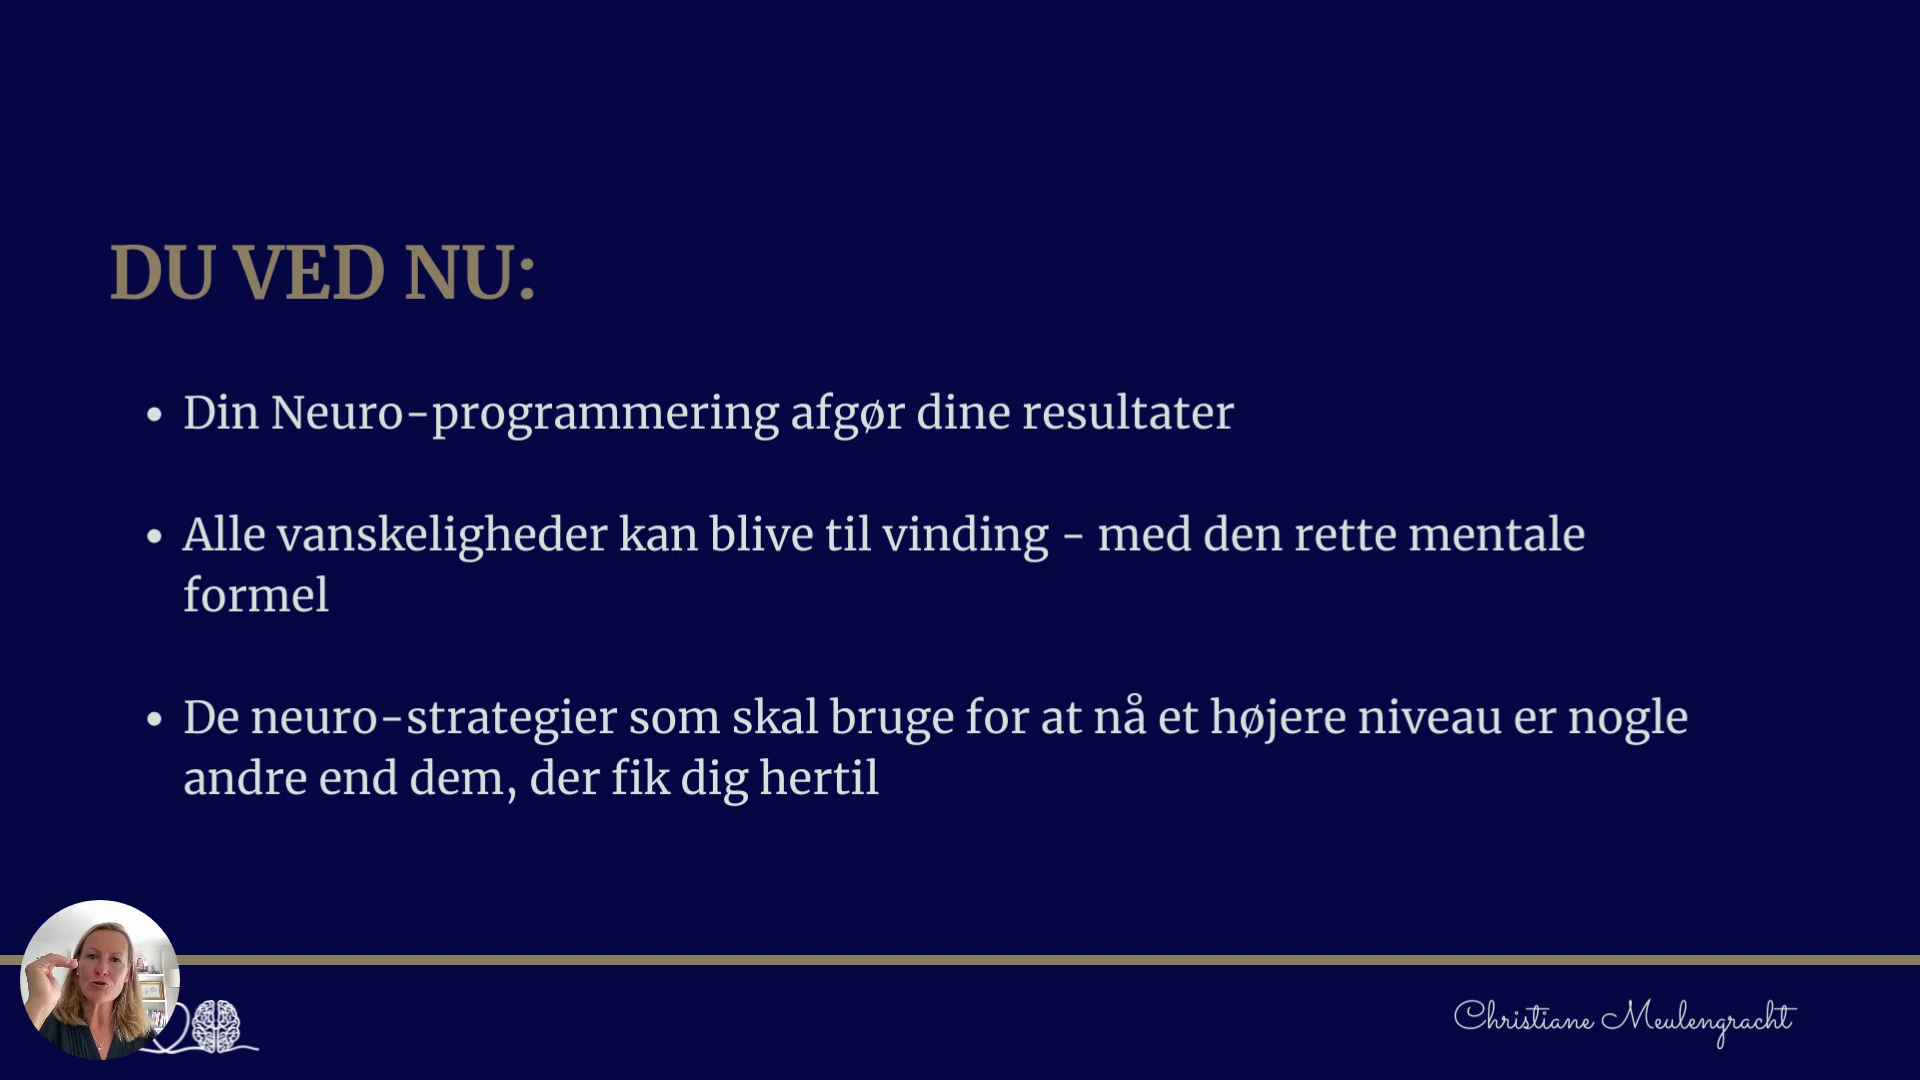 DU VED NU:
• Din Neuro-programmering afgør dine resultater
• Alle vanskeligheder kan blive til vinding - med den rette mentale
formel
• De neuro-strategier som skal bruge for at nå et højere niveau er nogle
andre end dem, der fik dig hertil
Christiane Meulengracht